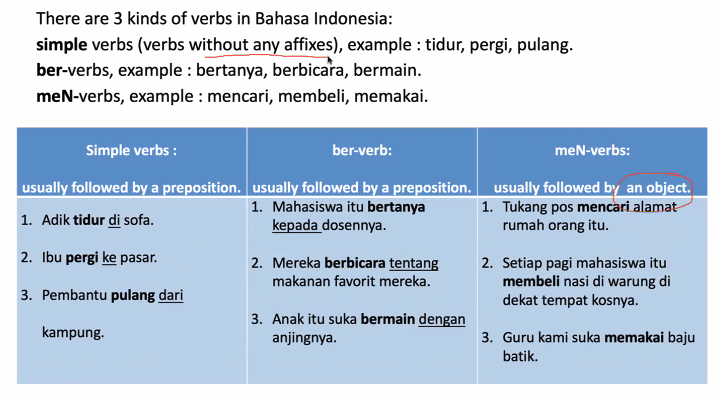 There are 3 kinds of verbs in Bahasa Indonesia:
simple verbs (verbs without any affixes), example : tidur, pergi, pulang.
ber-verbs, example : bertanya, berbicara, bermain.
meN-verbs, example : mencari, membeli, memakai.
Simple verbs :
usually followed by a preposition.
1. Adik tidur di sofa.
2. Ibu pergi ke pasar.
3. Pembantu pulang dari
kampung.
ber-verb:
usually followed by a preposition.
1. Mahasiswa itu bertanya
kepada dosennya.
2. Mereka berbicara tentang
makanan favorit mereka.
3. Anak itu suka bermain dengan
anjingnya.
meN-verbs:
usually followed by an object.
1. Tukang pos mencari alamat
rumah orang itu.
2. Setiap pagi mahasiswa itu
membeli nasi di warung di
dekat tempat kosnya.
3. Guru kami suka memakai baju
batik.